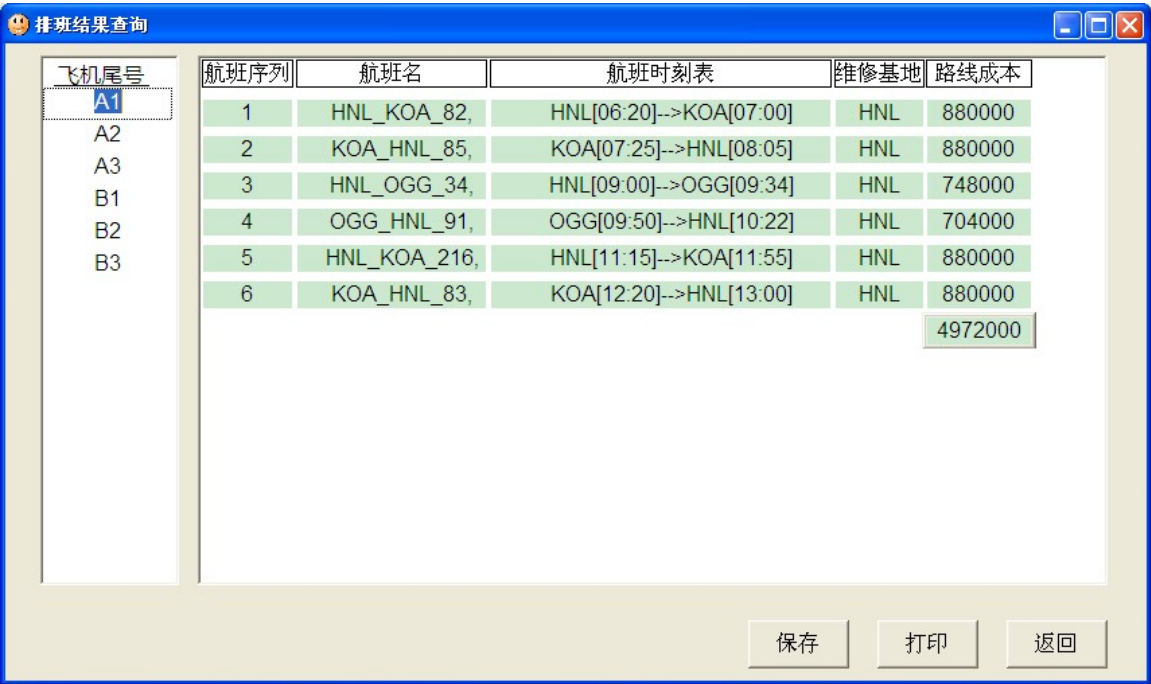 排班结果查询
飞机尾号
A1
A2
A3
B1
B2
B3
航班序列 航班名 航班时刻表 维修基地 路线成本
1 HNL_KOA_82, HNL[06:20]-->KOA[07:00] HNL 880000
2 KOA_HNL_85, KOA[07:25]-->HNL[08:05] HNL 880000
3 HNL_OGG_34, HNL[09:00]-->OGG[09:34] HNL 748000
4 OGG_HNL_91, OGG[09:50]-->HNL[10:22] HNL 704000
5 HNL_KOA_216, HNL[11:15]-->KOA[11:55] HNL 880000
6 KOA_HNL_83, KOA[12:20]-->HNL[13:00] HNL 880000
4972000
保存 打印 返回